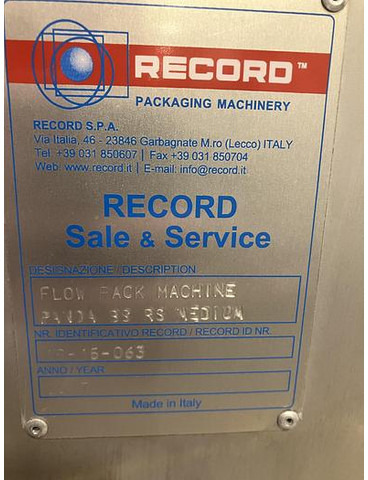 RECORD™
PACKAGING MACHINERY
RECORD S.P.A.
Via Italia, 46 - 23846 Garbagnate M.ro (Lecco) ITALY
Tel. +39 031 850607 | Fax +39 031 850704
Web: www.record.it | E-mail: info@record.it
RECORD
Sale & Service
DESIGNAZIONE / DESCRIPTION
FLOW PACK MACHINE
PANDA RS MEDIUM
NR. IDENTIFICATIVO RECORD / RECORD ID NR.
-16-063
ANNO / YEAR
Made in Italy